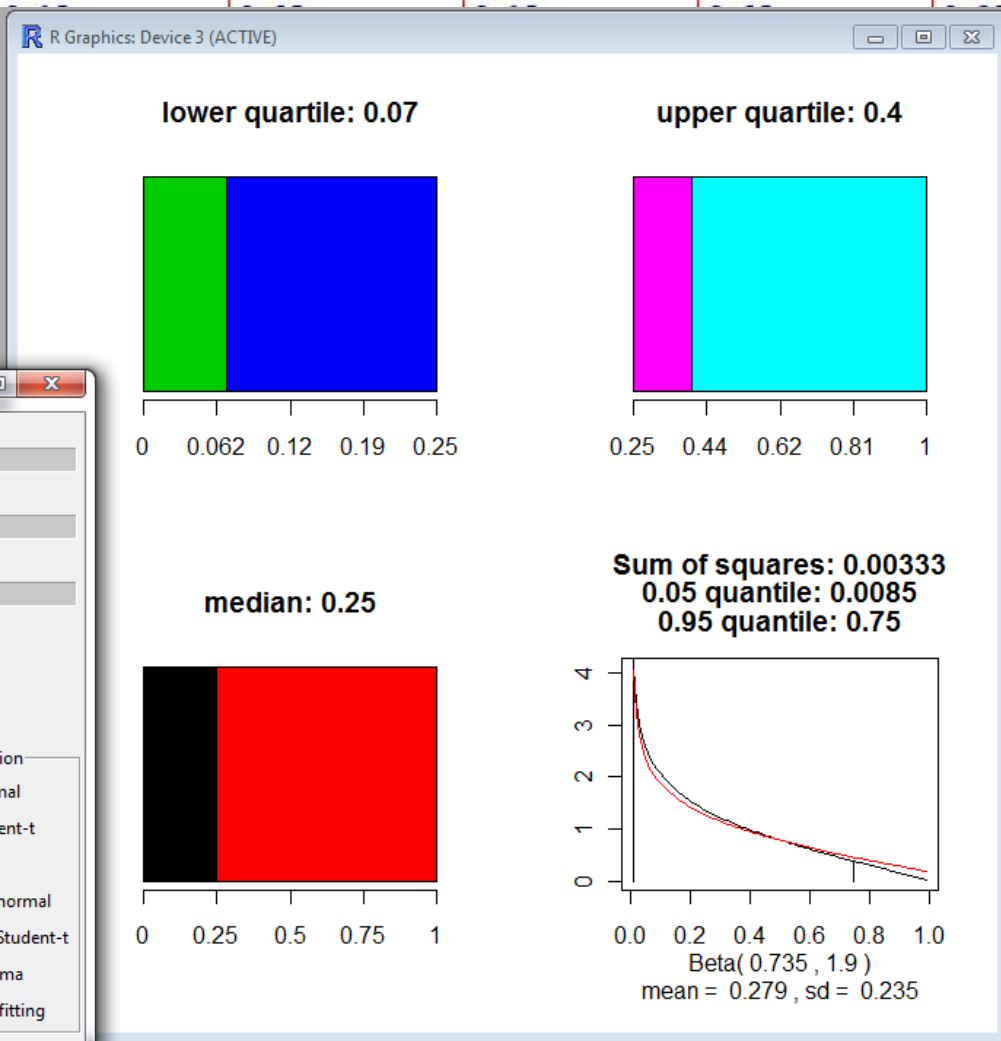 R Graphics: Device 3 (ACTIVE)
lower quartile: 0.07
0 0.062 0.12 0.19 0.25
upper quartile: 0.4
0.25 0.44 0.62 0.81 1
median: 0.25
0 0.25 0.5 0.75 1
Sum of squares: 0.00333
0.05 quantile: 0.0085
0.95 quantile: 0.75
4
3
2
1
0
0.0 0.2 0.4 0.6 0.8 1.0
Beta( 0.735 , 1.9 )
mean = 0.279 , sd = 0.235
ion
nal
ent-t
normal
Student-t
ma
fitting